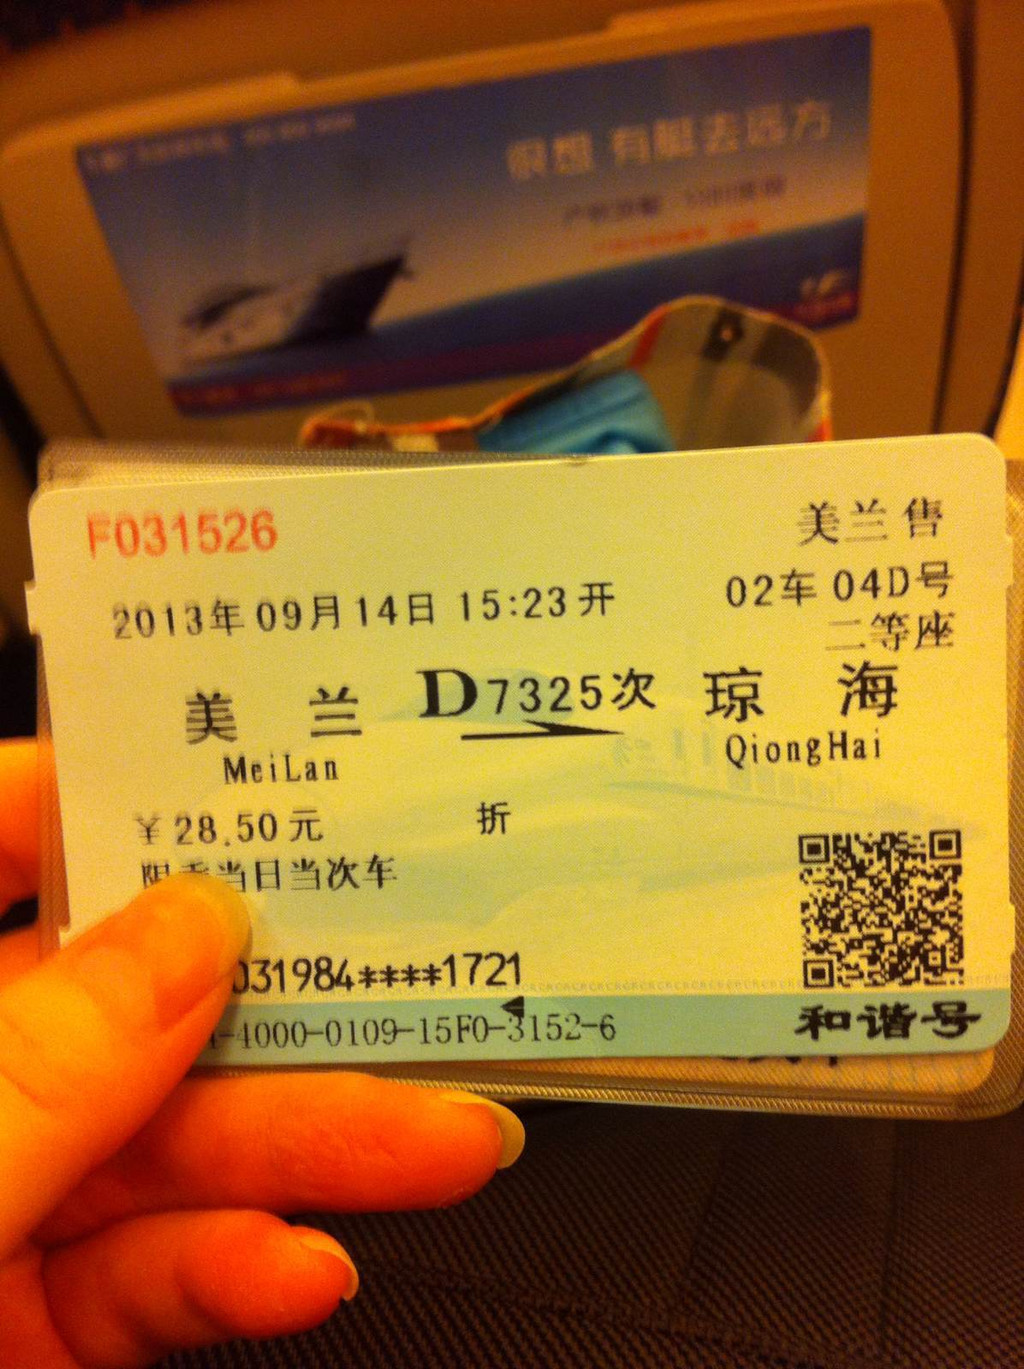 很想 有艇去远方
F031526
美兰售
2013年09月14日 15:23开
02车 04D号
二等座
美 兰 D7325次 琼 海
MeiLan QiongHai
¥28.50元 折
限乘当日当次车
031984****1721
-4000-0109-15F0-3152-6
和谐号